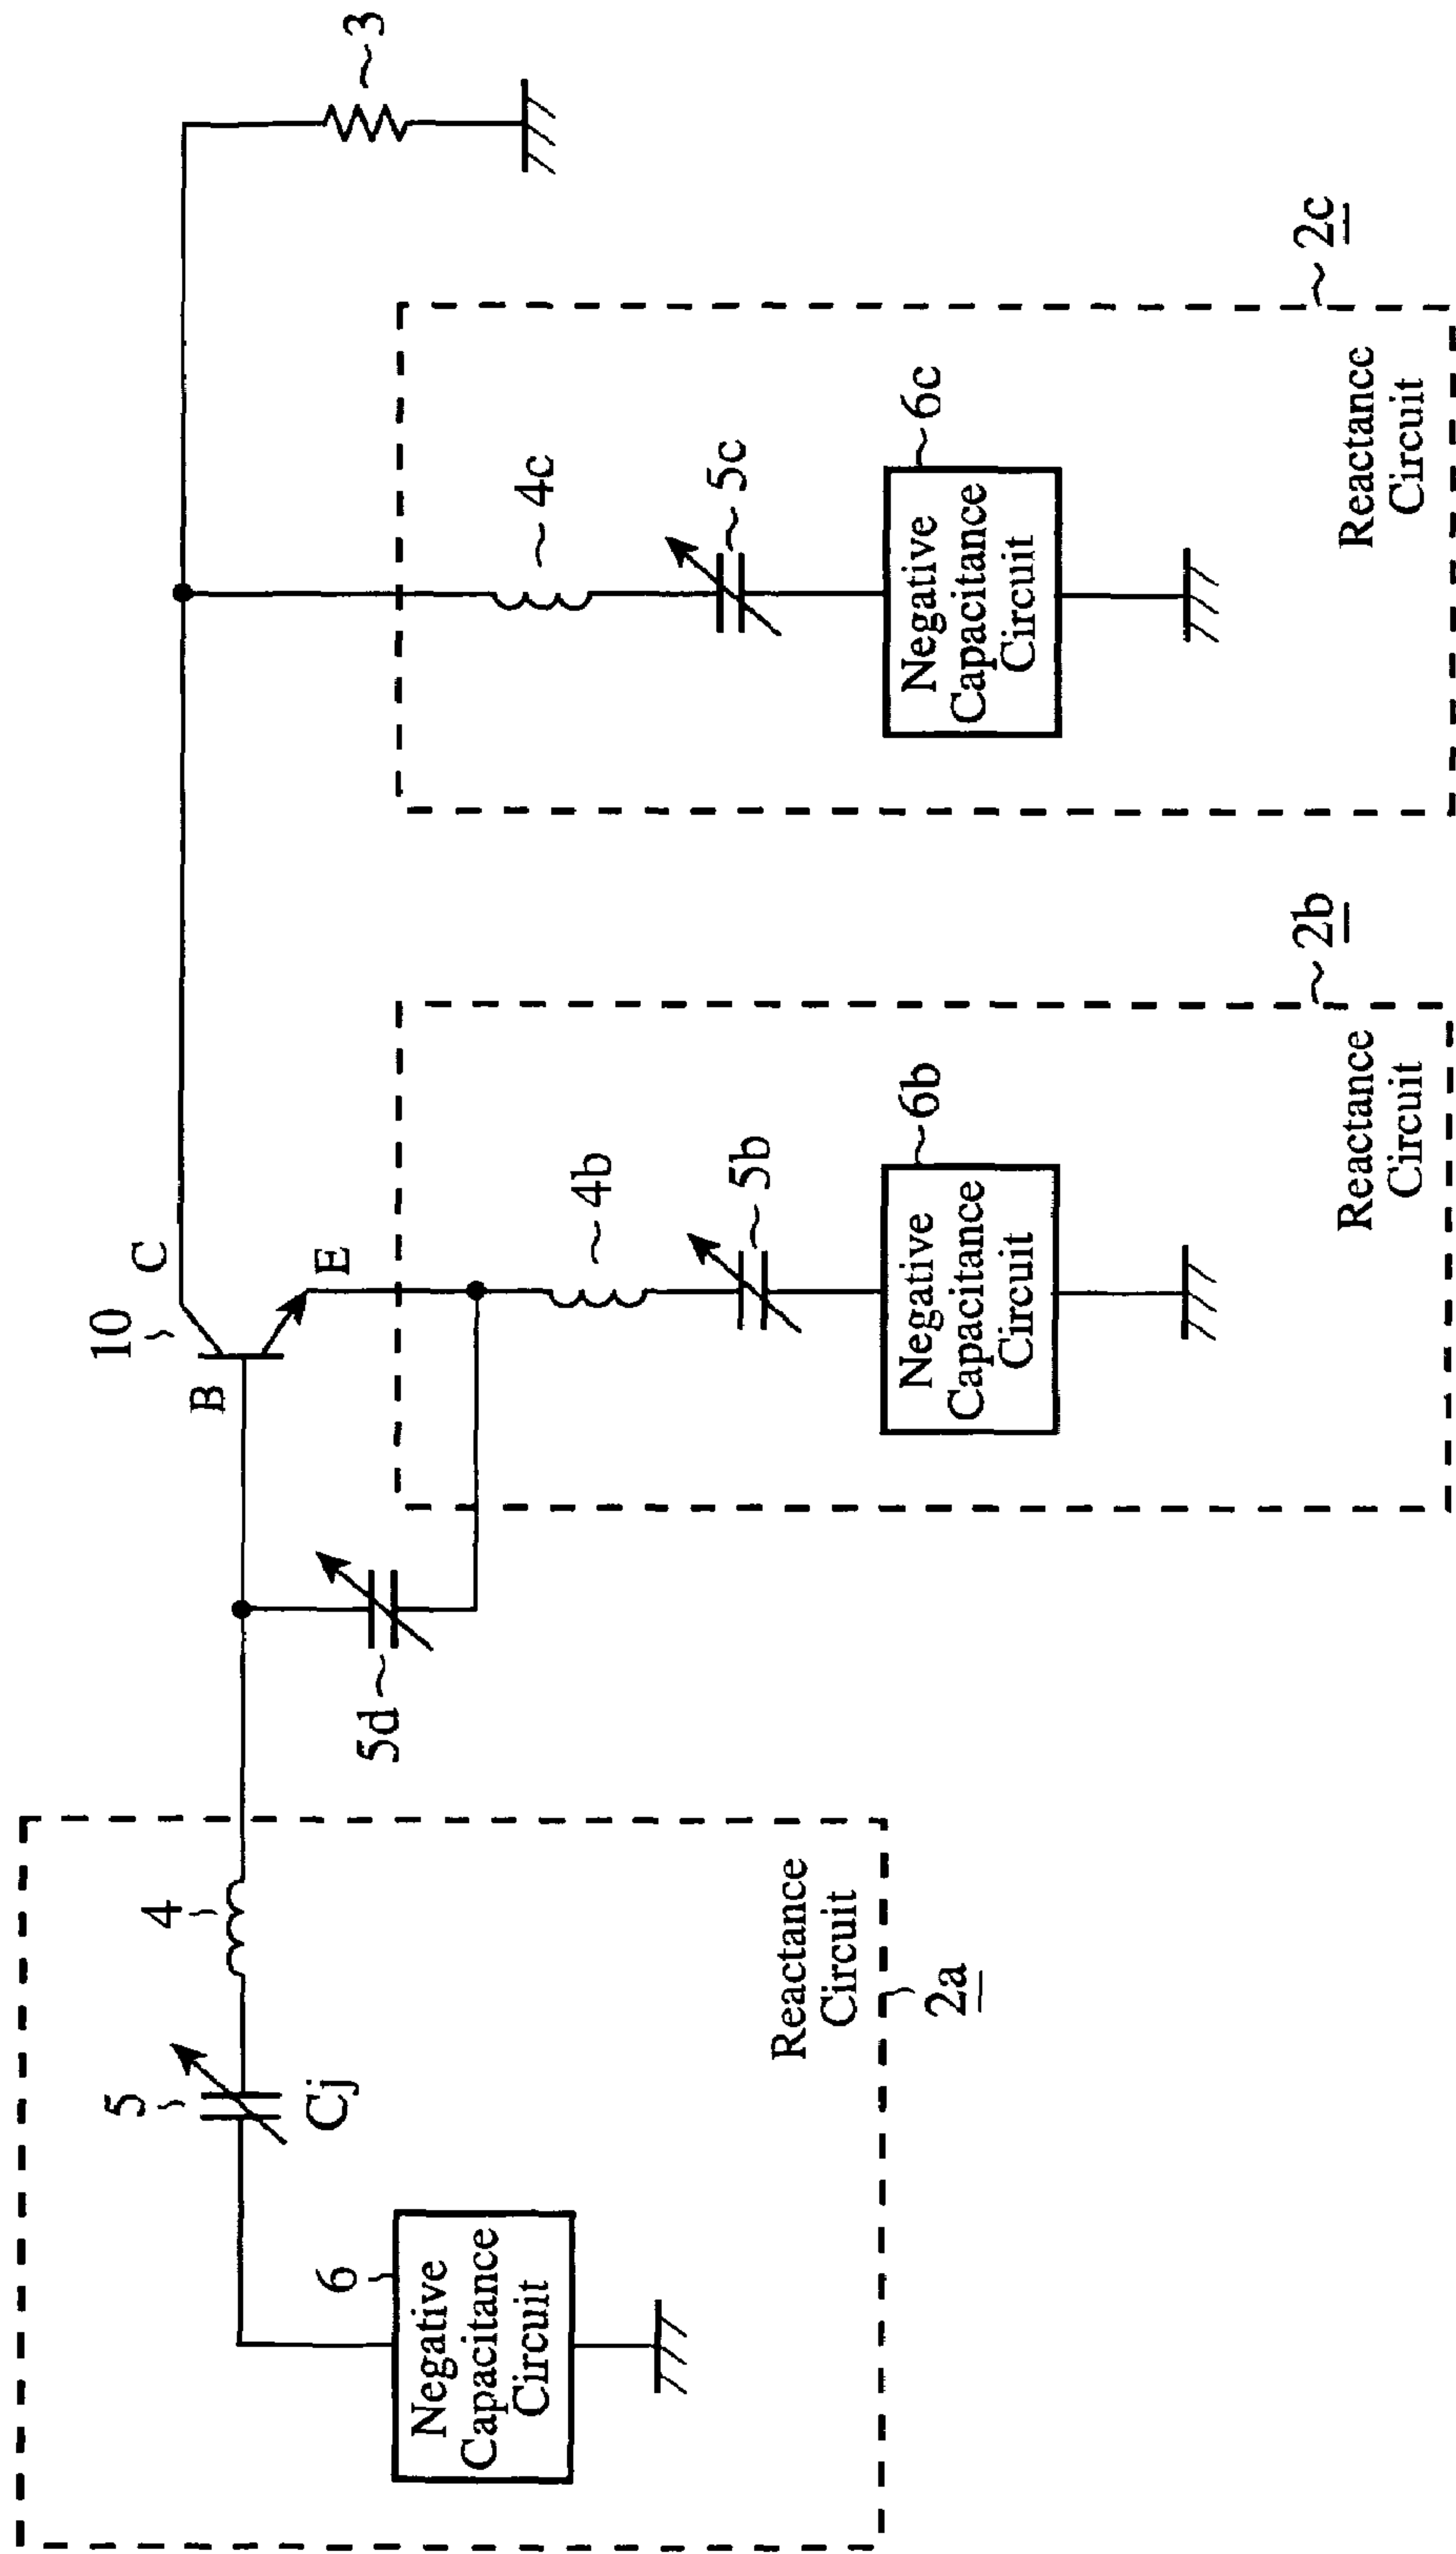 10
C
B
E
3
4
5
Cj
6
Negative
Capacitance
Circuit
Reactance
Circuit
2a
5d
4b
5b
6b
Negative
Capacitance
Circuit
Reactance
Circuit
2b
4c
5c
6c
Negative
Capacitance
Circuit
Reactance
Circuit
2c